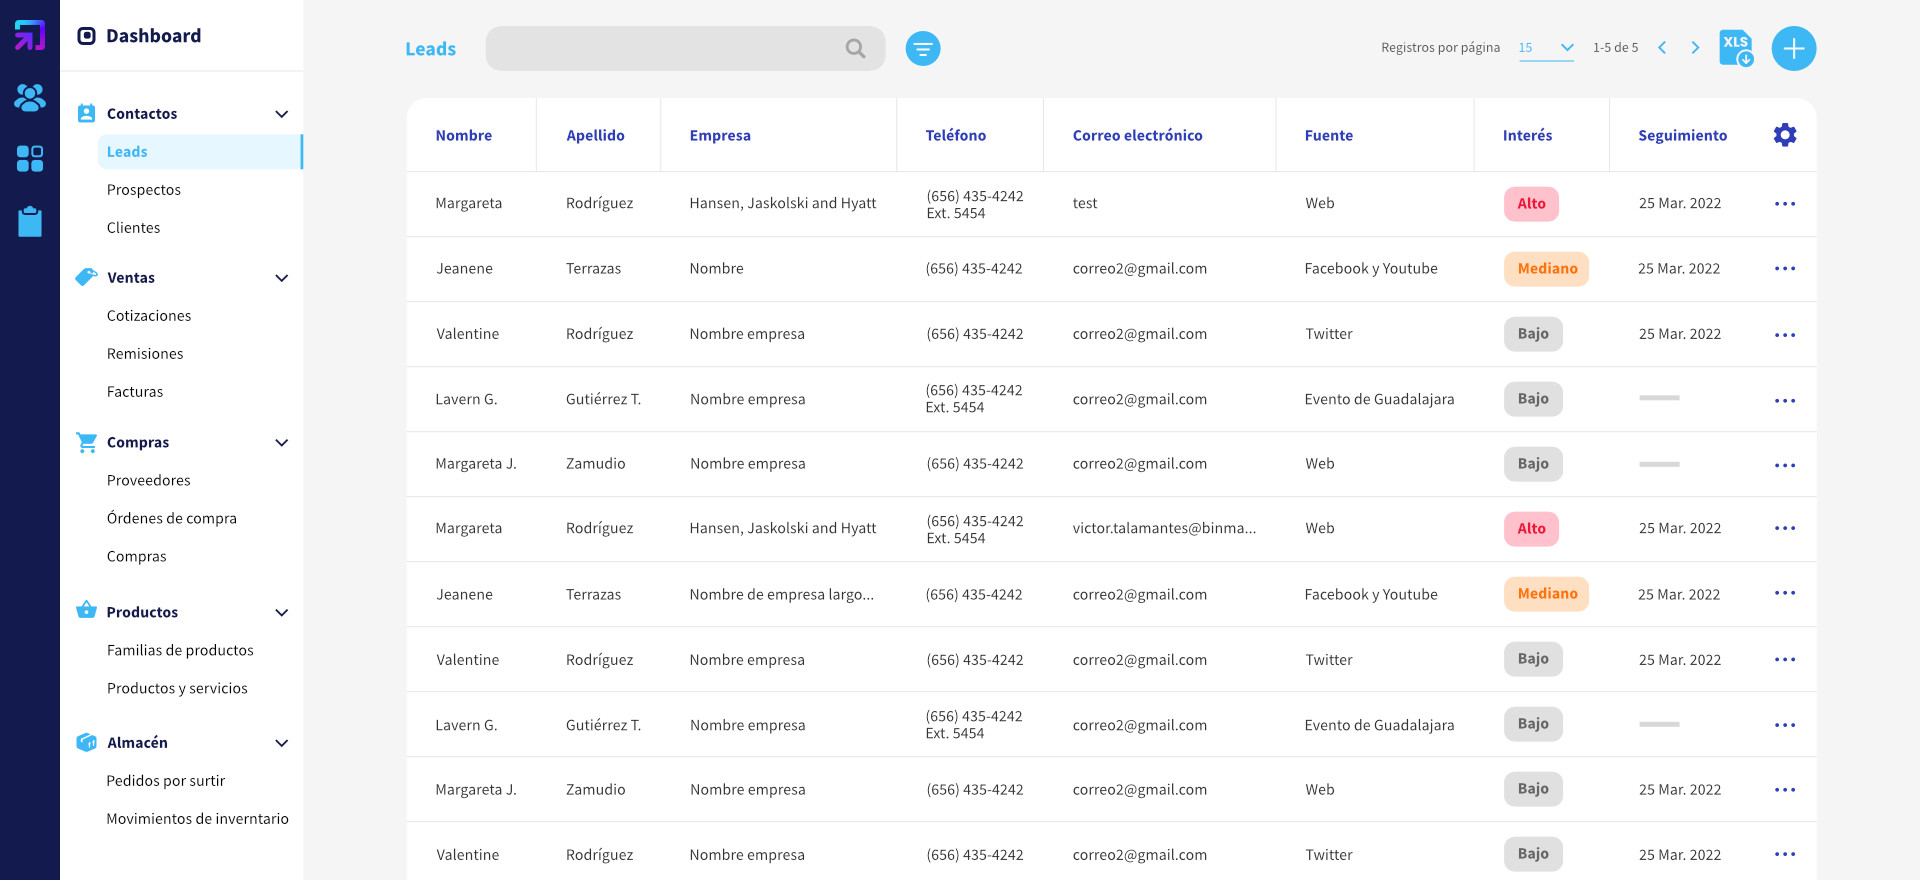 Dashboard
Contactos
Leads
Prospectos
Clientes
Ventas
Cotizaciones
Remisiones
Facturas
Compras
Proveedores
Órdenes de compra
Compras
Productos
Familias de productos
Productos y servicios
Almacén
Pedidos por surtir
Movimientos de inverntario
Leads
Registros por página 15 1-5 de 5 XLS
Nombre Apellido Empresa Teléfono Correo electrónico Fuente Interés Seguimiento
Margareta Rodríguez Hansen, Jaskolski and Hyatt (656) 435-4242 Ext. 5454 test Web Alto 25 Mar. 2022
Jeanene Terrazas Nombre (656) 435-4242 correo2@gmail.com Facebook y Youtube Mediano 25 Mar. 2022
Valentine Rodríguez Nombre empresa (656) 435-4242 correo2@gmail.com Twitter Bajo 25 Mar. 2022
Lavern G. Gutiérrez T. Nombre empresa (656) 435-4242 Ext. 5454 correo2@gmail.com Evento de Guadalajara Bajo
Margareta J. Zamudio Nombre empresa (656) 435-4242 correo2@gmail.com Web Bajo
Margareta Rodríguez Hansen, Jaskolski and Hyatt (656) 435-4242 Ext. 5454 victor.talamantes@binma... Web Alto 25 Mar. 2022
Jeanene Terrazas Nombre de empresa largo... (656) 435-4242 correo2@gmail.com Facebook y Youtube Mediano 25 Mar. 2022
Valentine Rodríguez Nombre empresa (656) 435-4242 correo2@gmail.com Twitter Bajo 25 Mar. 2022
Lavern G. Gutiérrez T. Nombre empresa (656) 435-4242 Ext. 5454 correo2@gmail.com Evento de Guadalajara Bajo
Margareta J. Zamudio Nombre empresa (656) 435-4242 correo2@gmail.com Web Bajo 25 Mar. 2022
Valentine Rodríguez Nombre empresa (656) 435-4242 correo2@gmail.com Twitter Bajo 25 Mar. 2022